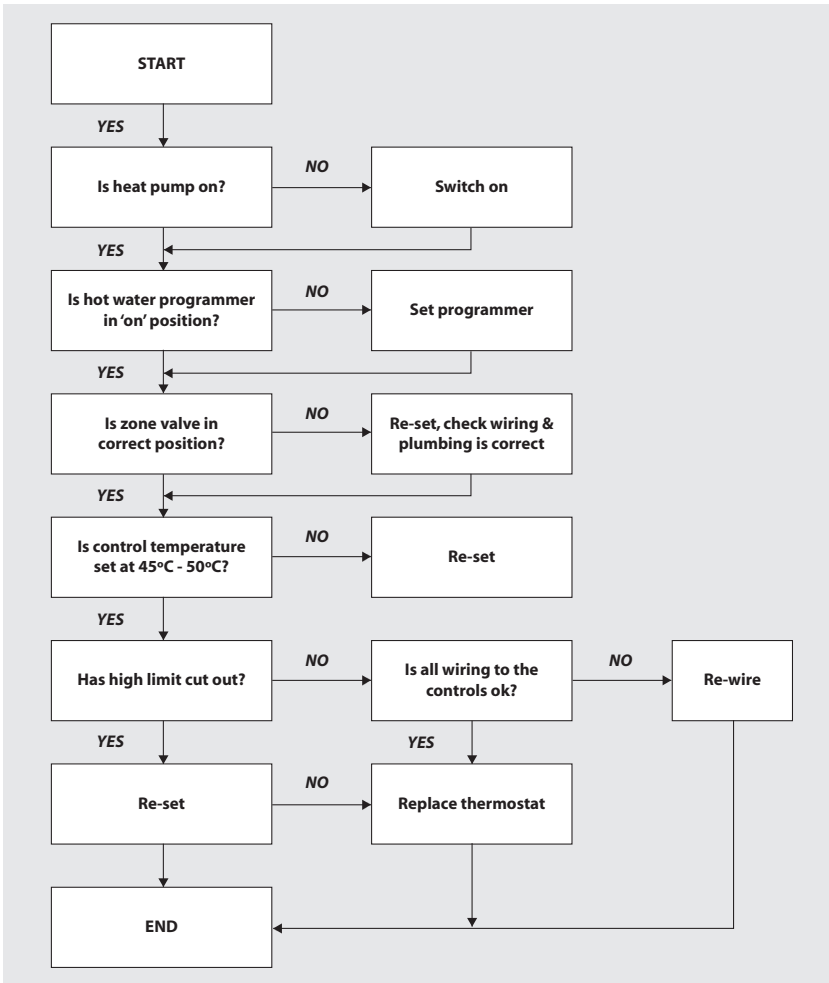 START
YES
Is heat pump on?
NO
Switch on
YES
Is hot water programmer
in ‘on’ position?
NO
Set programmer
YES
Is zone valve in
correct position?
NO
Re-set, check wiring &
plumbing is correct
YES
Is control temperature
set at 45ºC - 50ºC?
NO
Re-set
YES
Has high limit cut out?
NO
Is all wiring to the
controls ok?
NO
Re-wire
YES
YES
Re-set
NO
Replace thermostat
END